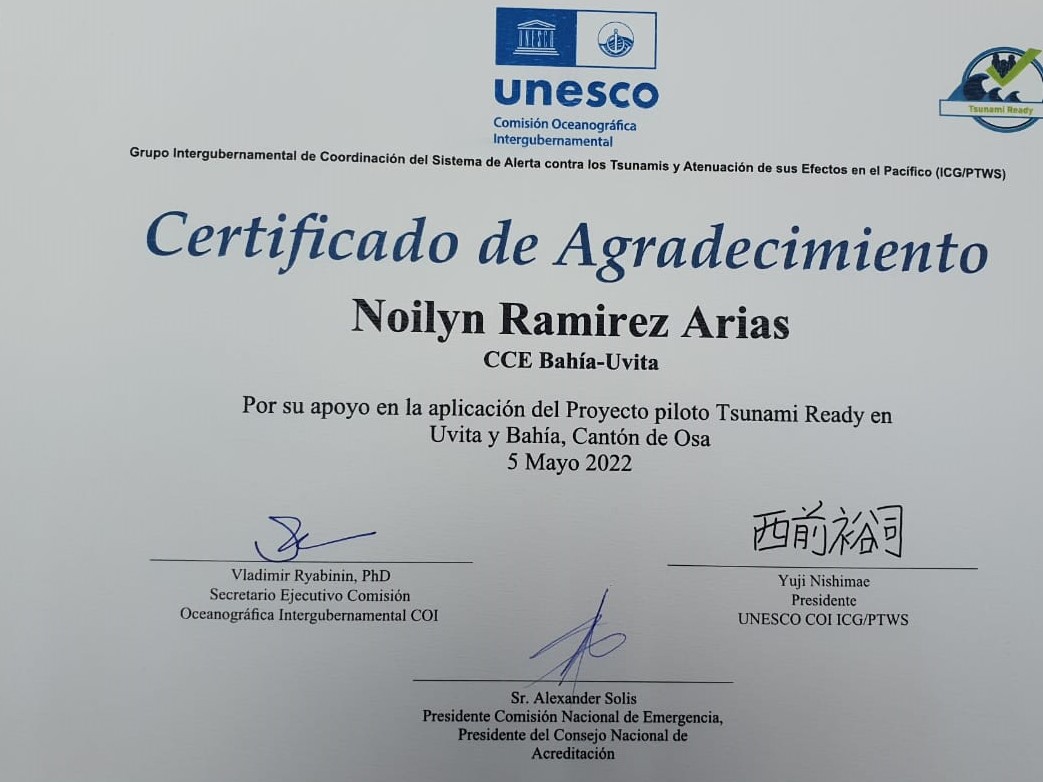 UNESCO
unesco
Comisión Oceanográfica
Intergubernamental
Tsunami Ready
Grupo Intergubernamental de Coordinación del Sistema de Alerta contra los Tsunamis y Atenuación de sus Efectos en el Pacífico (ICG/PTWS)
Certificado de Agradecimiento
Noilyn Ramirez Arias
CCE Bahía-Uvita
Por su apoyo en la aplicación del Proyecto piloto Tsunami Ready en
Uvita y Bahía, Cantón de Osa
5 Mayo 2022
西前裕司
Vladimir Ryabinin, PhD
Secretario Ejecutivo Comisión
Oceanográfica Intergubernamental COI
Yuji Nishimae
Presidente
UNESCO COI ICG/PTWS
Sr. Alexander Solis
Presidente Comisión Nacional de Emergencia,
Presidente del Consejo Nacional de
Acreditación